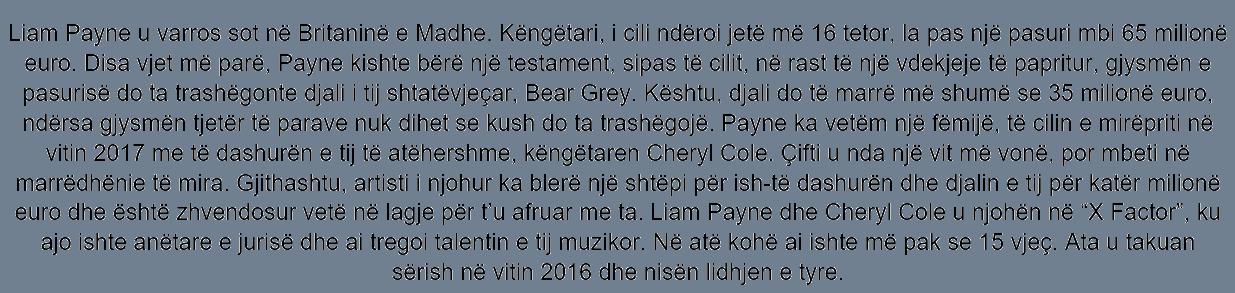 Liam Payne u varros sot në Britaninë e Madhe. Këngëtari, i cili ndëroi jetë më 16 tetor, la pas një pasuri mbi 65 milionë
euro. Disa vjet më parë, Payne kishte bërë një testament, sipas të cilit, në rast të një vdekjeje të papritur, gjysmën e
pasurisë do ta trashëgonte djali i tij shtatëvjeçar, Bear Grey. Kështu, djali do të marrë më shumë se 35 milionë euro,
ndërsa gjysmën tjetër të parave nuk dihet se kush do ta trashëgojë. Payne ka vetëm një fëmijë, të cilin e mirëpriti në
vitin 2017 me të dashurën e tij të atëhershme, këngëtaren Cheryl Cole. Çifti u nda një vit më vonë, por mbeti në
marrëdhënie të mira. Gjithashtu, artisti i njohur ka blerë një shtëpi për ish-të dashurën dhe djalin e tij për katër milionë
euro dhe është zhvendosur vetë në lagje për t'u afruar me ta. Liam Payne dhe Cheryl Cole u njohën në “X Factor”, ku
ajo ishte anëtare e jurisë dhe ai tregoi talentin e tij muzikor. Në atë kohë ai ishte më pak se 15 vjeç. Ata u takuan
sërish në vitin 2016 dhe nisën lidhjen e tyre.